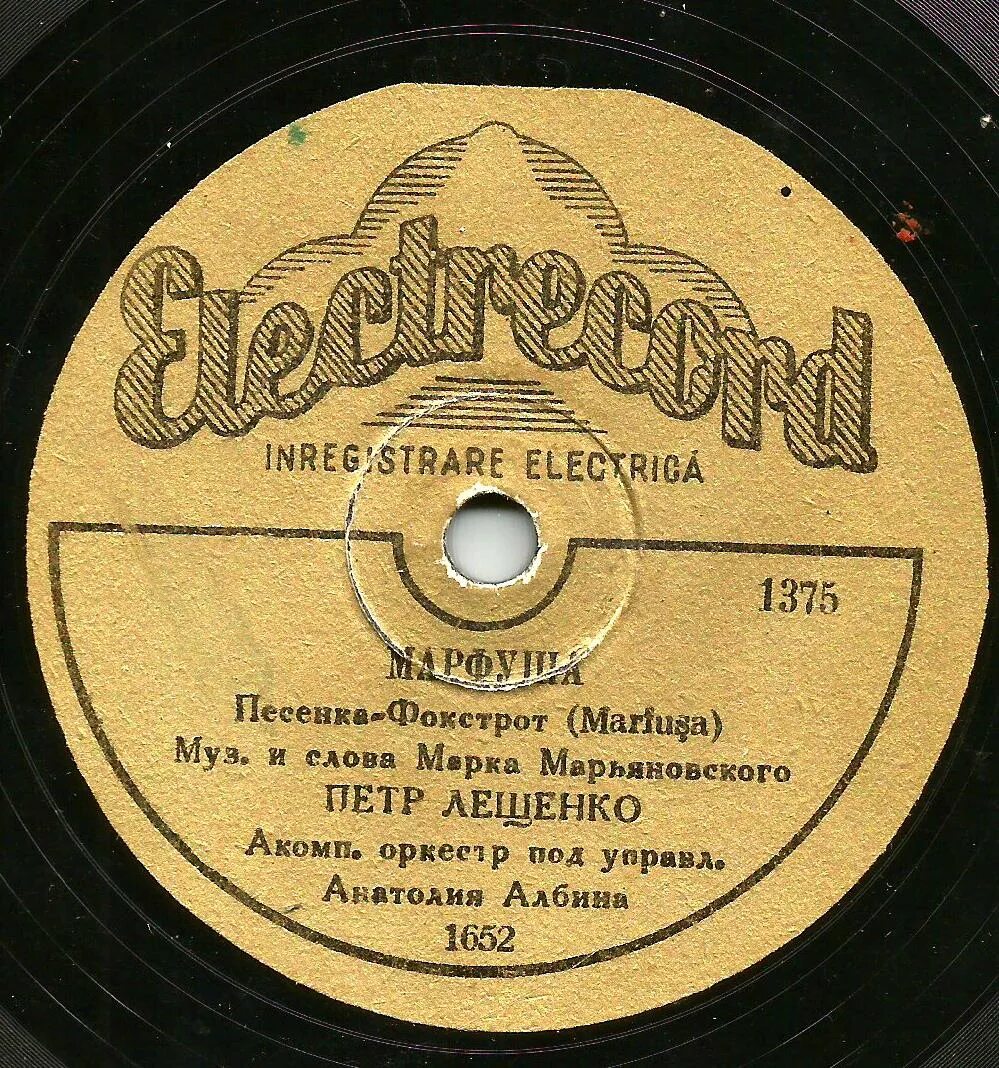 Electrecord
INREGISTRARE ELECTRICĂ
1375
МАРФУША
Песенка-Фокстрот (Marfuşa)
Муз. и слова Марка Марьяновского
ПЕТР ЛЕЩЕНКО
Акомп. оркестр под управл.
Анатолия Албина
1652